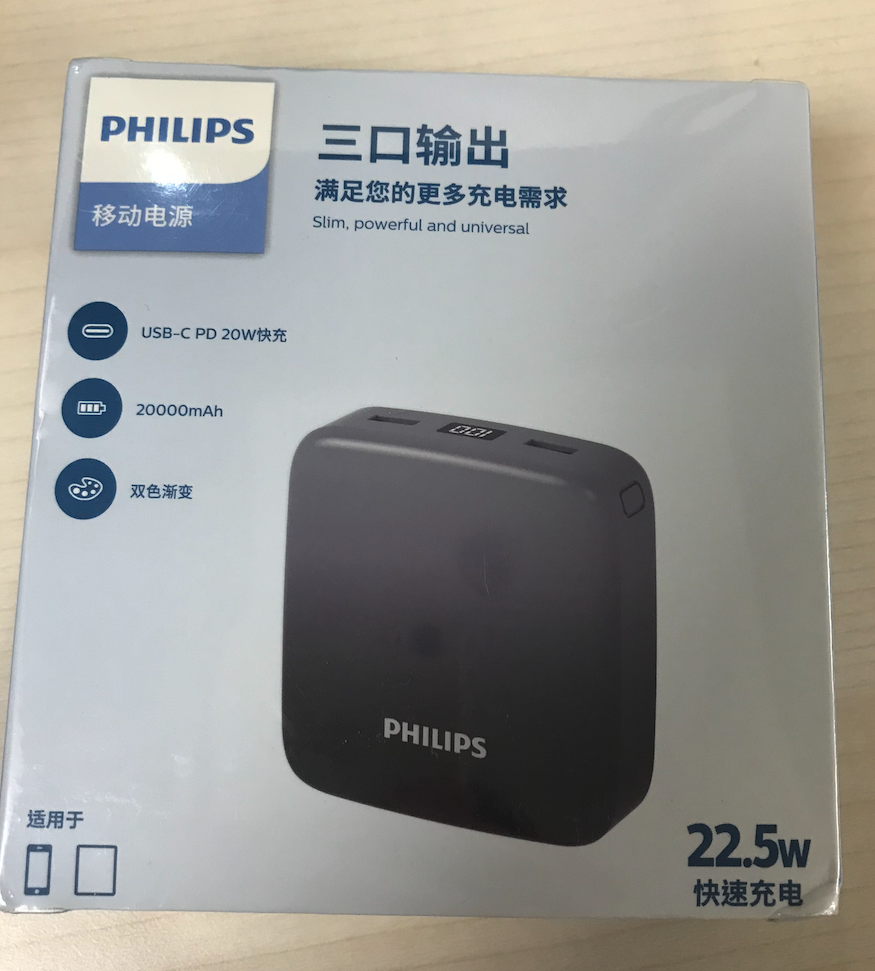 PHILIPS
移动电源
三口输出
满足您的更多充电需求
Slim, powerful and universal
USB-C PD 20W快充
20000mAh
双色渐变
100
PHILIPS
适用于
22.5W
快速充电